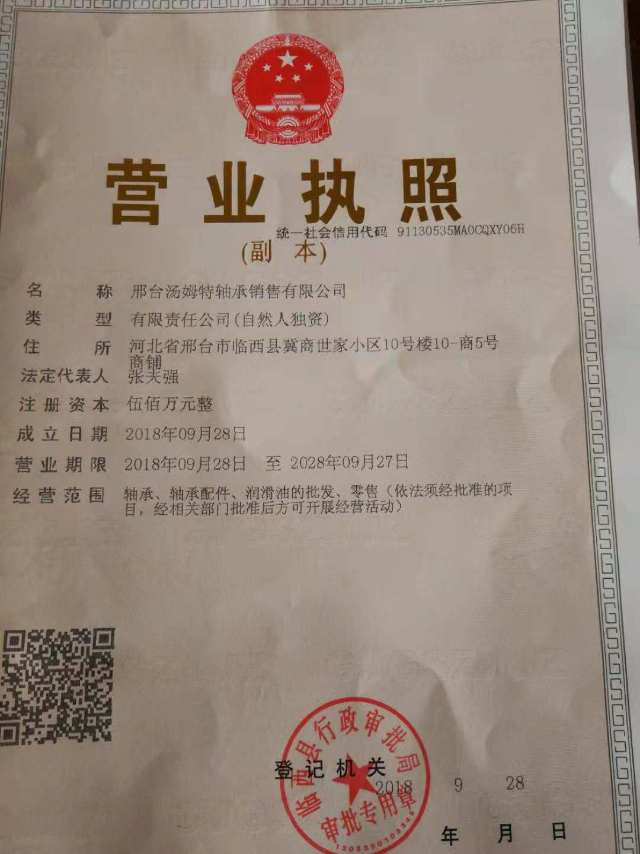 营业执照
统一社会信用代码 91130535MA0CQXY06H
(副 本)
名 称 邢台汤姆特轴承销售有限公司
类 型 有限责任公司(自然人独资)
住 所 河北省邢台市临西县冀商世家小区10号楼10-商5号
商铺
法定代表人 张天强
注册资本 伍佰万元整
成立日期 2018年09月28日
营业期限 2018年09月28日 至 2028年09月27日
经营范围 轴承、轴承配件、润滑油的批发、零售(依法须经批准的项
目,经相关部门批准后方可开展经营活动)
临西县行政审批局
登记机关
审批专用章
2018 9 28
年 月 日